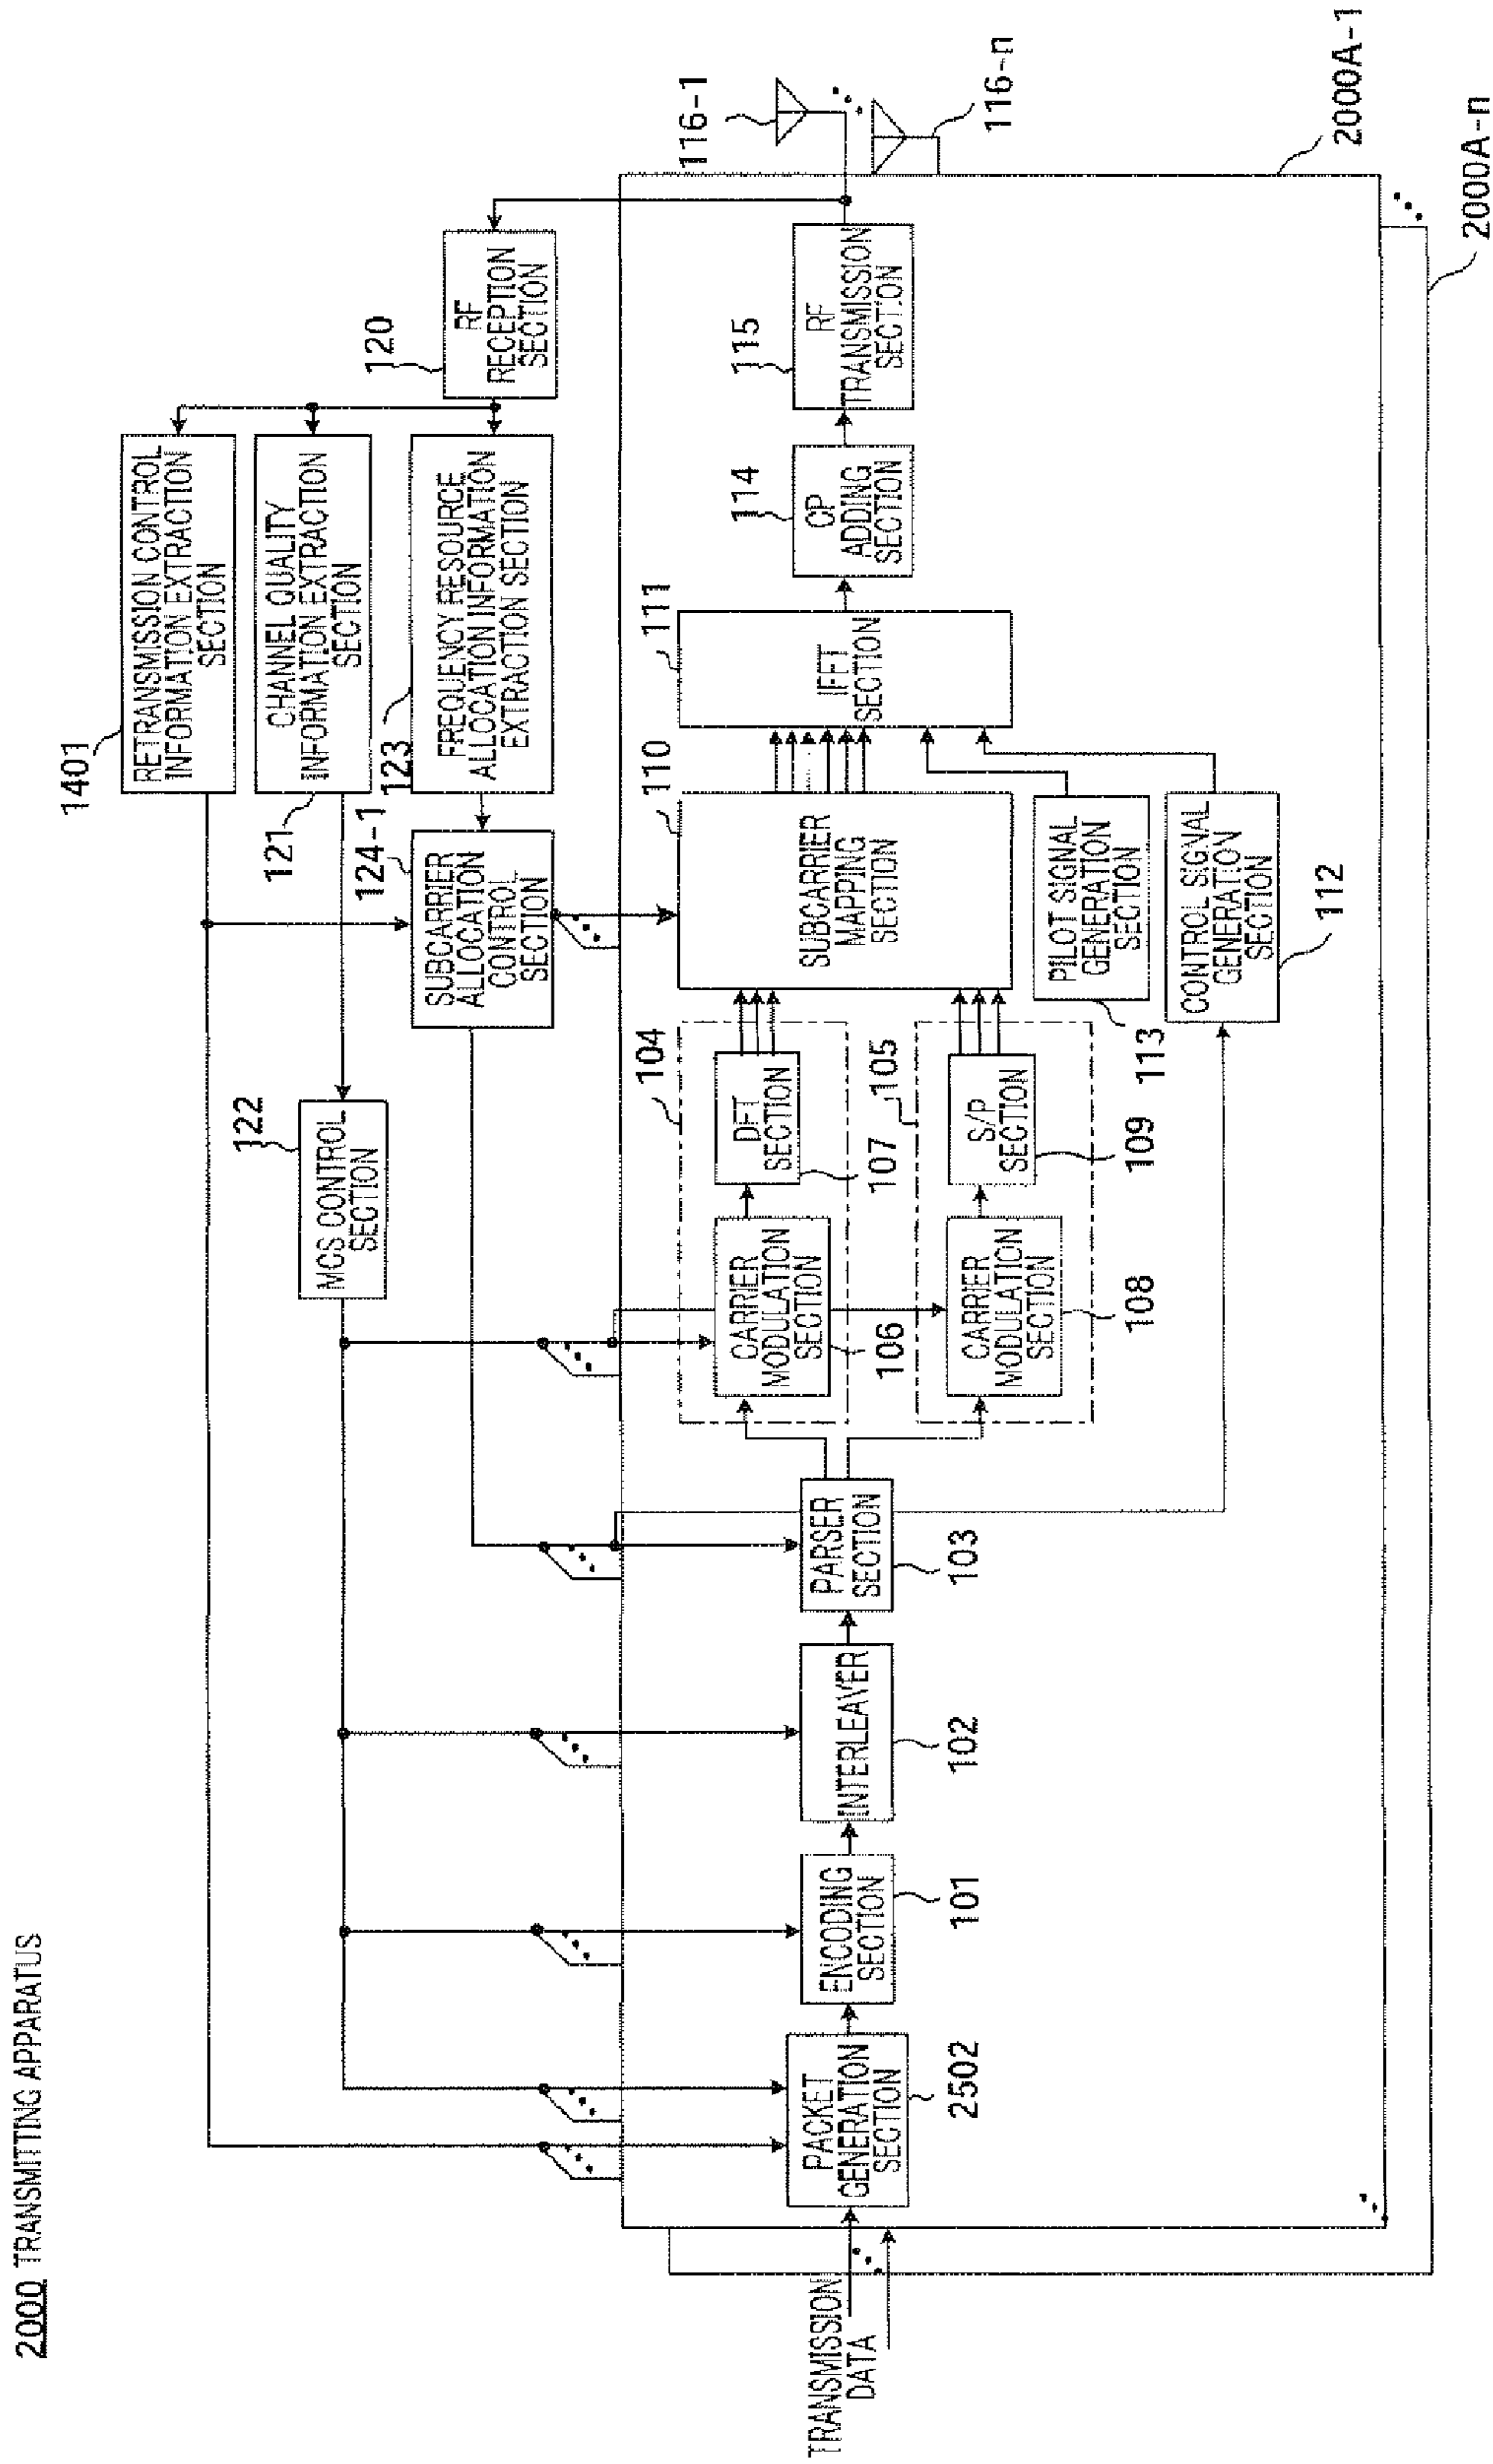 2000 TRANSMITTING APPARATUS
1401
RETRANSMISSION CONTROL
INFORMATION EXTRACTION
SECTION
121
CHANNEL QUALITY
INFORMATION EXTRACTION
SECTION
123
FREQUENCY RESOURCE
ALLOCATION INFORMATION
EXTRACTION SECTION
120
RF
RECEPTION
SECTION
122
MCS CONTROL
SECTION
124-1
SUBCARRIER
ALLOCATION
CONTROL
SECTION
116-1
116-n
TRANSMISSION
DATA
PACKET
GENERATION
SECTION
2502
ENCODING
SECTION
101
INTERLEAVER
102
PARSER
SECTION
103
104
CARRIER
MODULATION
SECTION
106
DFT
SECTION
107
105
CARRIER
MODULATION
SECTION
108
S/P
SECTION
109
110
SUBCARRIER
MAPPING
SECTION
111
IFFT
SECTION
114
CP
ADDING
SECTION
115
RF
TRANSMISSION
SECTION
PILOT SIGNAL
GENERATION
SECTION
113
CONTROL SIGNAL
GENERATION
SECTION
112
2000A-1
2000A-n